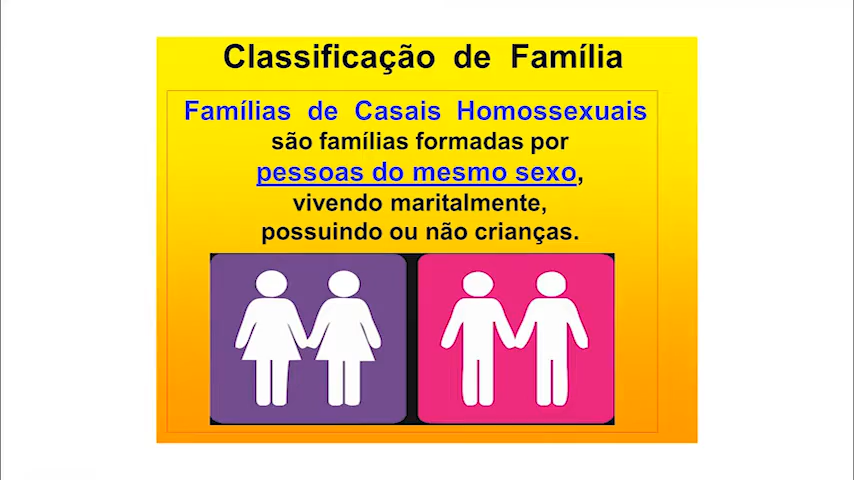 Classificação de Família
Famílias de Casais Homossexuais
são famílias formadas por
pessoas do mesmo sexo,
vivendo maritalmente,
possuindo ou não crianças.